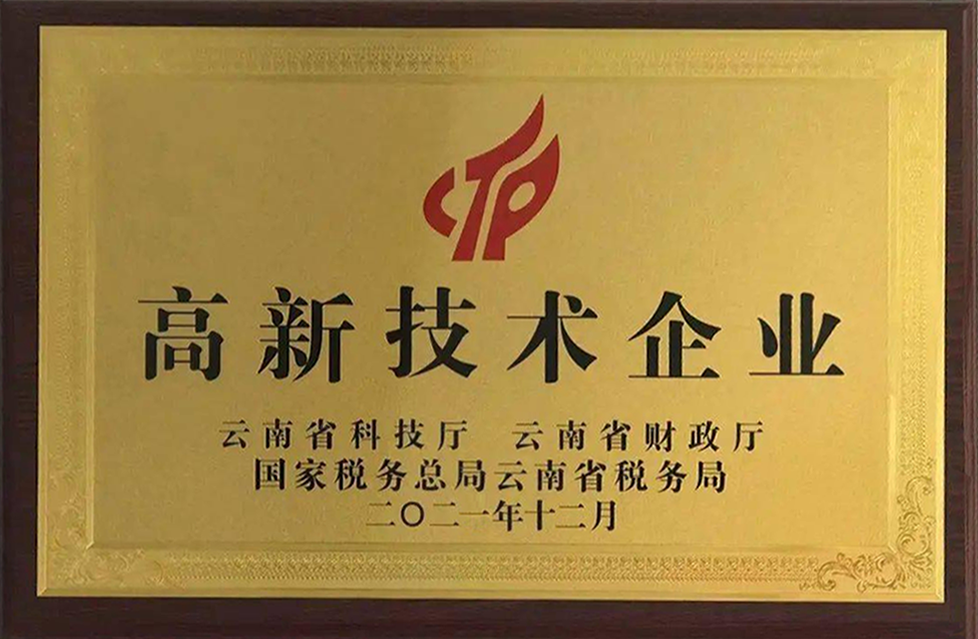 高新技术企业
云南省科技厅 云南省财政厅
国家税务总局云南省税务局
二〇二一年十二月